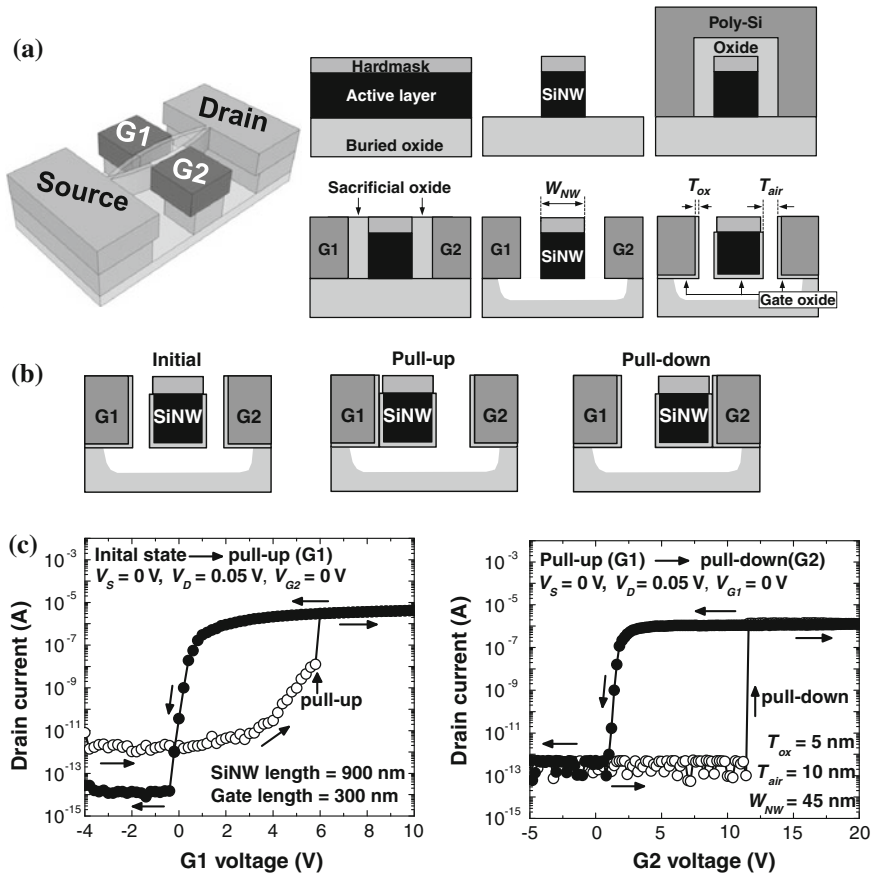 (a)
Source
Drain
G1
G2
Hardmask
Active layer
Buried oxide
SiNW
Poly-Si
Oxide
Sacrificial oxide
G1
G2
W_NW
G1
SiNW
G2
T_ox
T_air
Gate oxide
(b)
Initial
G1
SiNW
G2
Pull-up
G1
SiNW
G2
Pull-down
G1
SiNW
G2
(c)
Drain current (A)
10^-3
10^-5
10^-7
10^-9
10^-11
10^-13
10^-15
Inital state → pull-up (G1)
V_S = 0 V, V_D = 0.05 V, V_G2 = 0 V
pull-up
SiNW length = 900 nm
Gate length = 300 nm
-4 -2 0 2 4 6 8 10
G1 voltage (V)
Drain current (A)
10^-3
10^-5
10^-7
10^-9
10^-11
10^-13
10^-15
Pull-up (G1) → pull-down(G2)
V_S = 0 V, V_D = 0.05 V, V_G1 = 0 V
pull-down
T_ox = 5 nm
T_air = 10 nm
W_NW = 45 nm
-5 0 5 10 15 20
G2 voltage (V)